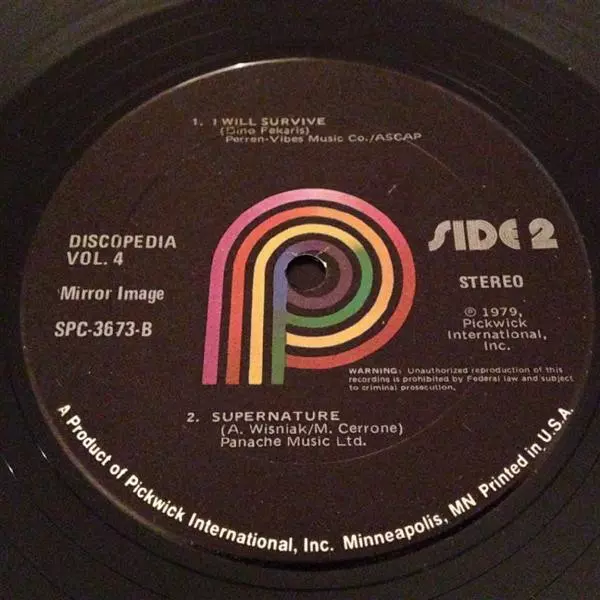 1. I WILL SURVIVE
(Dino Fekaris)
Perren-Vibes Music Co./ASCAP
DISCOPEDIA
VOL. 4
Mirror Image
SPC-3673-B
SIDE 2
STEREO
℗ 1979,
Pickwick
International,
Inc.
WARNING: Unauthorized reproduction of this
recording is prohibited by Federal law and subject
to criminal prosecution.
2. SUPERNATURE
(A. Wisniak/M. Cerrone)
Panache Music Ltd.
A Product of Pickwick International, Inc. Minneapolis, MN Printed in U.S.A.